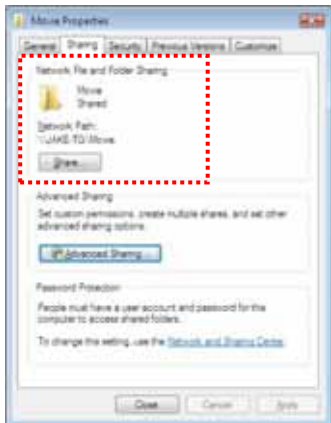 Movie Properties
General Sharing Security Previous Versions Customize
Network File and Folder Sharing
Movie
Shared
Network Path:
Share...
Advanced Sharing
Set custom permissions, create multiple shares, and set other
advanced sharing options.
Advanced Sharing...
Password Protection
People must have a user account and password for this
computer to access shared folders.
To change this setting, use the Network and Sharing Center.
Close Cancel Apply